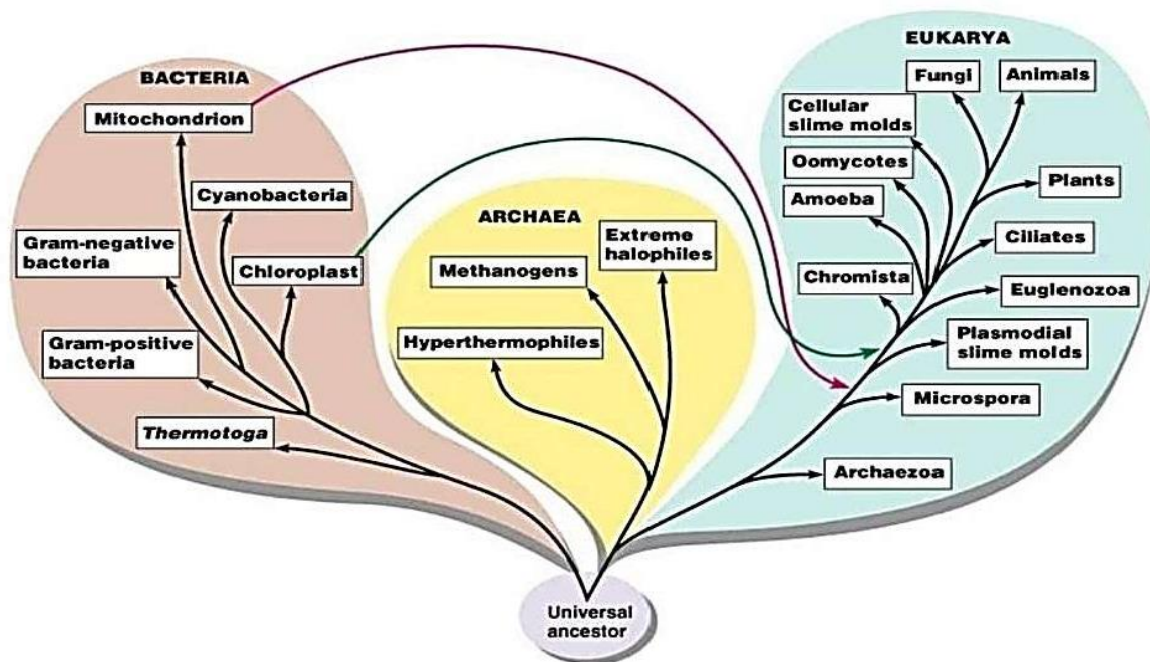 BACTERIA
Mitochondrion
Cyanobacteria
Gram-negative
bacteria
Chloroplast
Gram-positive
bacteria
Thermotoga
ARCHAEA
Extreme
halophiles
Methanogens
Hyperthermophiles
EUKARYA
Fungi
Animals
Cellular
slime molds
Oomycotes
Plants
Amoeba
Ciliates
Chromista
Euglenozoa
Plasmodial
slime molds
Microspora
Archaezoa
Universal
ancestor